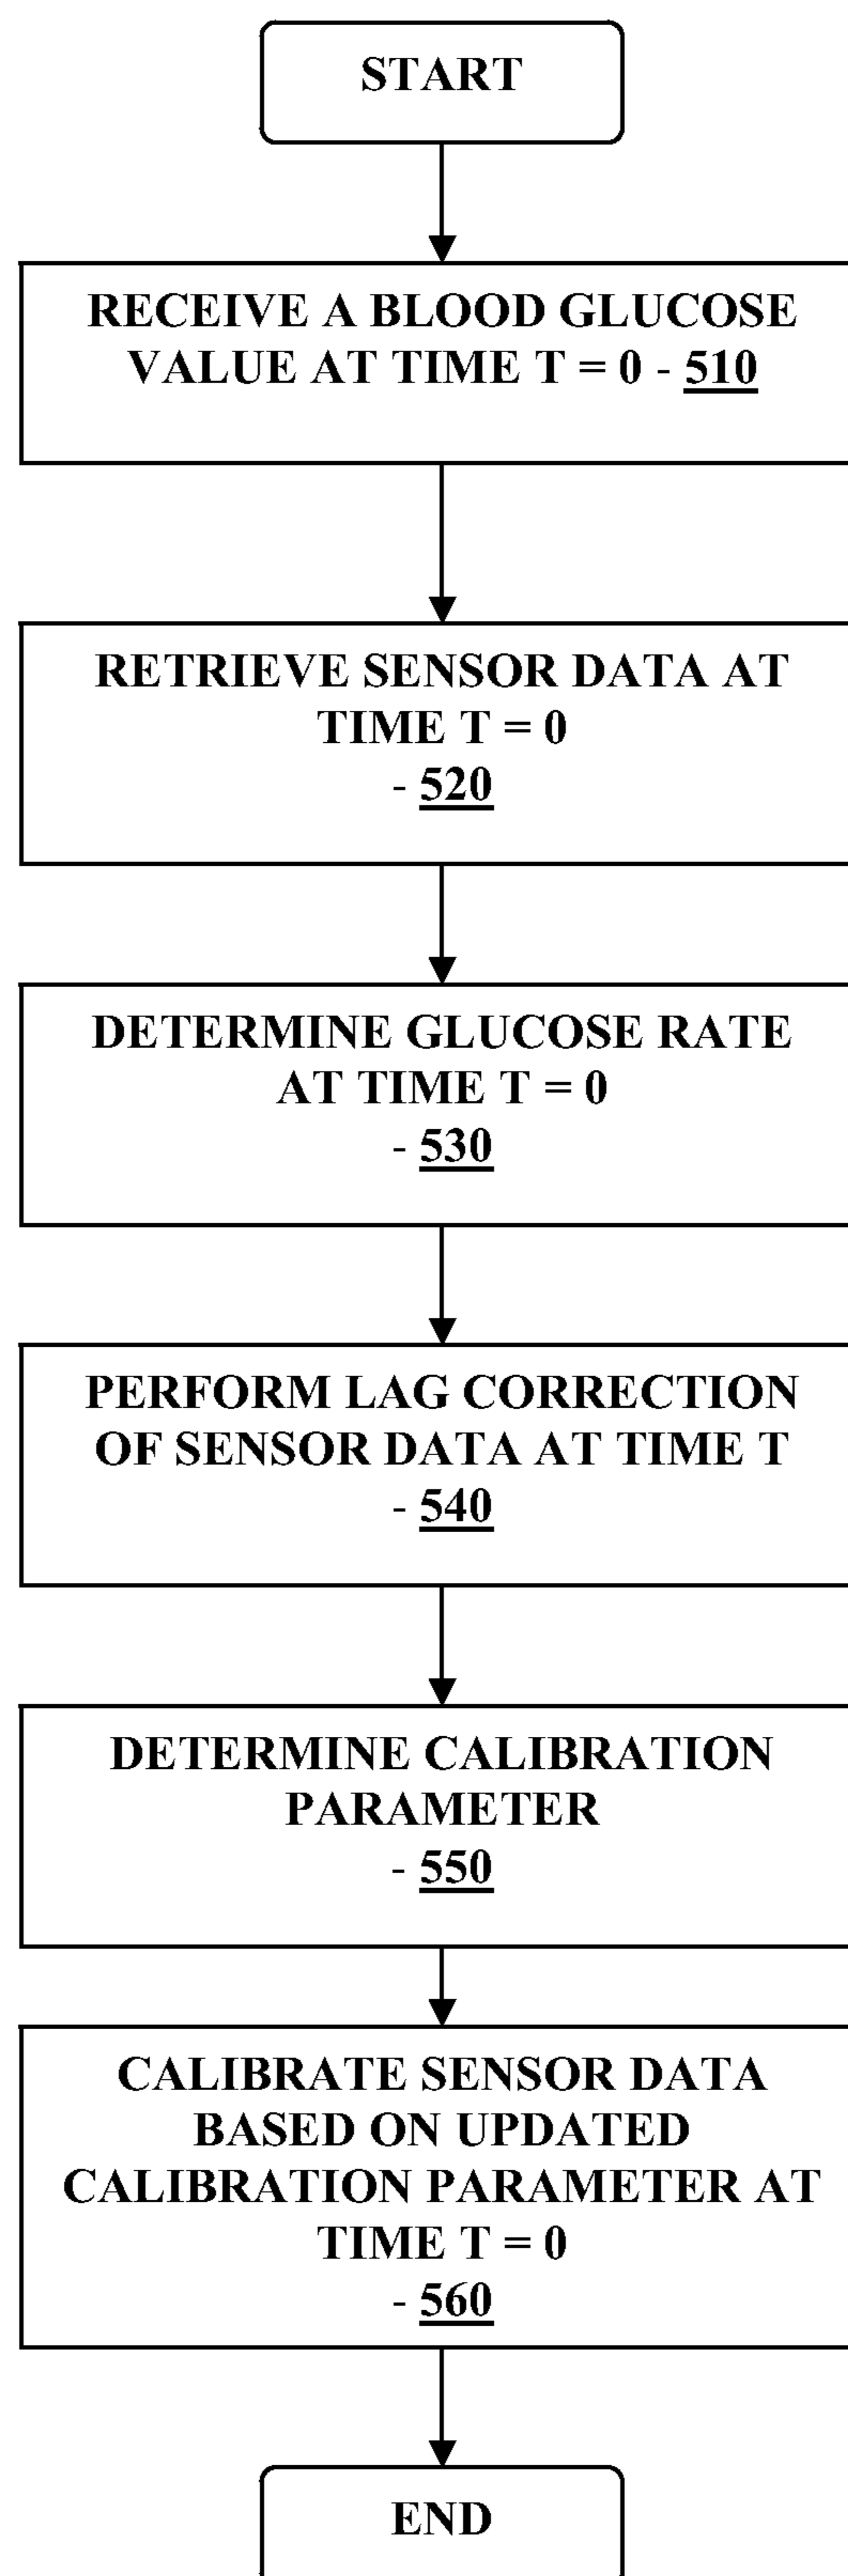 START
RECEIVE A BLOOD GLUCOSE
VALUE AT TIME T = 0 - 510
RETRIEVE SENSOR DATA AT
TIME T = 0
- 520
DETERMINE GLUCOSE RATE
AT TIME T = 0
- 530
PERFORM LAG CORRECTION
OF SENSOR DATA AT TIME T
- 540
DETERMINE CALIBRATION
PARAMETER
- 550
CALIBRATE SENSOR DATA
BASED ON UPDATED
CALIBRATION PARAMETER AT
TIME T = 0
- 560
END